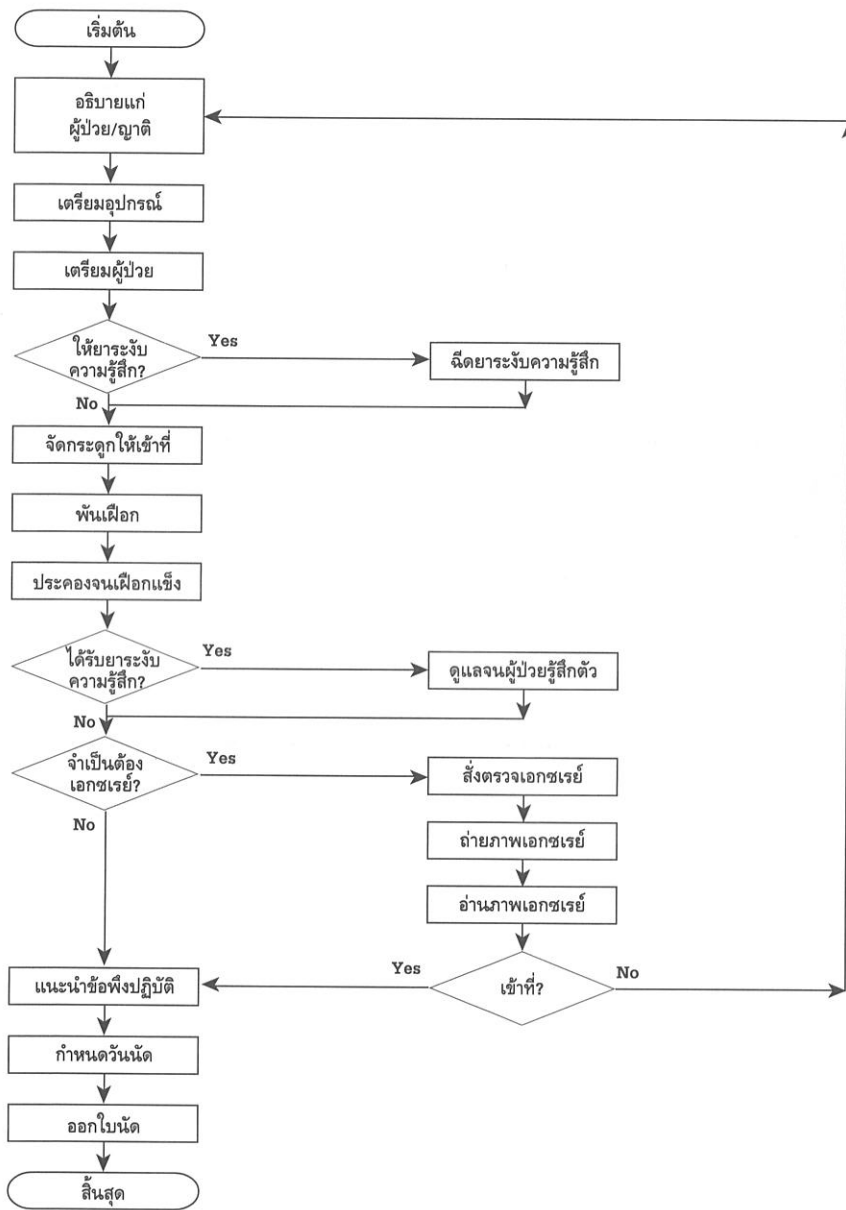 เริ่มต้น
อธิบายแก่
ผู้ป่วย/ญาติ
เตรียมอุปกรณ์
เตรียมผู้ป่วย
ให้ยาระงับ
ความรู้สึก?
Yes
ฉีดยาระงับความรู้สึก
No
จัดกระดูกให้เข้าที่
พันเฝือก
ประคองจนเฝือกแข็ง
ได้รับยาระงับ
ความรู้สึก?
Yes
ดูแลจนผู้ป่วยรู้สึกตัว
No
จำเป็นต้อง
เอกซเรย์?
Yes
สั่งตรวจเอกซเรย์
No
ถ่ายภาพเอกซเรย์
อ่านภาพเอกซเรย์
เข้าที่?
Yes
No
แนะนำข้อพึงปฏิบัติ
กำหนดวันนัด
ออกใบนัด
สิ้นสุด